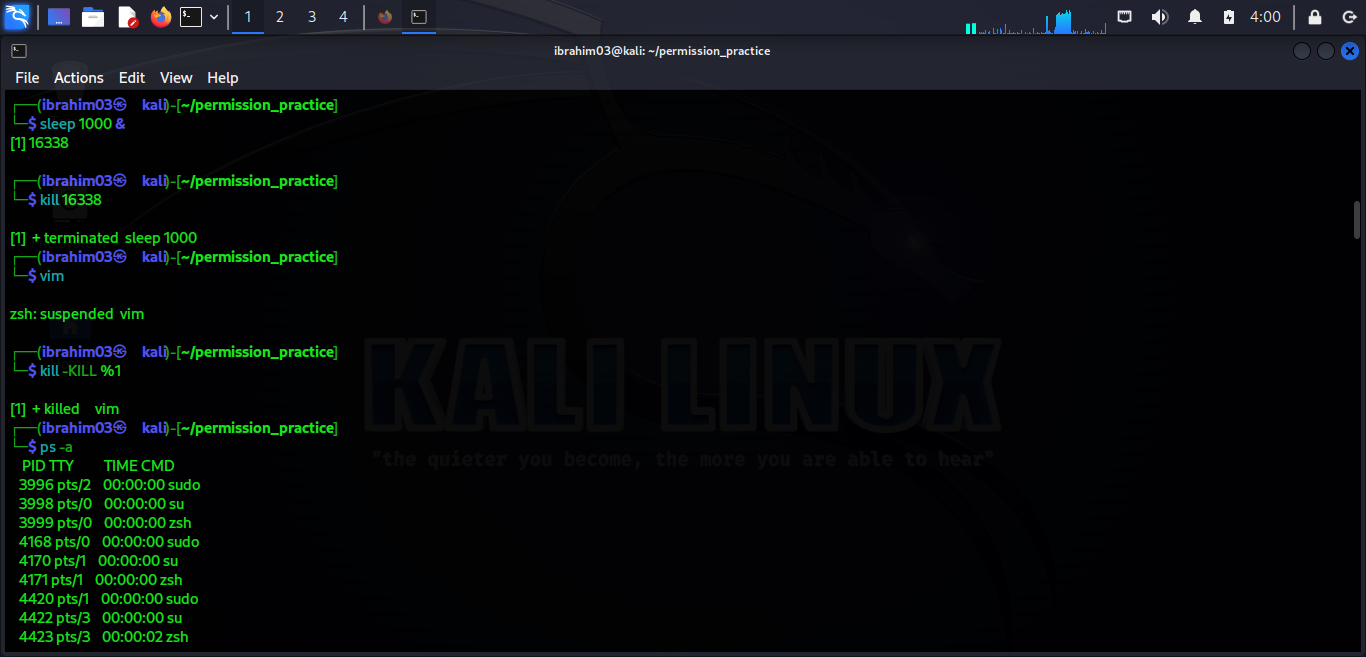 1 2 3 4 4:00
ibrahim03@kali: ~/permission_practice
File Actions Edit View Help
┌──(ibrahim03㉿kali)-[~/permission_practice]
└─$ sleep 1000 &
[1] 16338
┌──(ibrahim03㉿kali)-[~/permission_practice]
└─$ kill 16338
[1] + terminated sleep 1000
┌──(ibrahim03㉿kali)-[~/permission_practice]
└─$ vim
zsh: suspended vim
┌──(ibrahim03㉿kali)-[~/permission_practice]
└─$ kill -KILL %1
[1] + killed vim
┌──(ibrahim03㉿kali)-[~/permission_practice]
└─$ ps -a
PID TTY TIME CMD
3996 pts/2 00:00:00 sudo
3998 pts/0 00:00:00 su
3999 pts/0 00:00:00 zsh
4168 pts/0 00:00:00 sudo
4170 pts/1 00:00:00 su
4171 pts/1 00:00:00 zsh
4420 pts/1 00:00:00 sudo
4422 pts/3 00:00:00 su
4423 pts/3 00:00:02 zsh
KALI LINUX
"the quieter you become, the more you are able to hear"